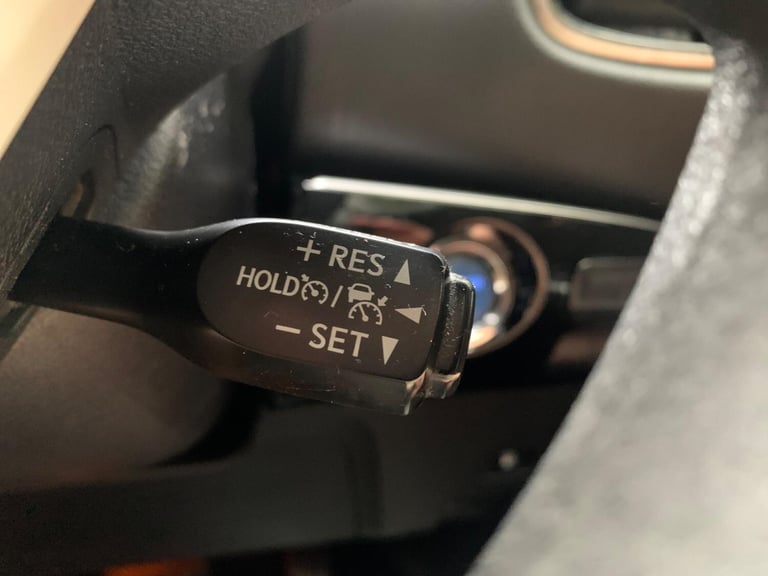 + RES
HOLD /
− SET